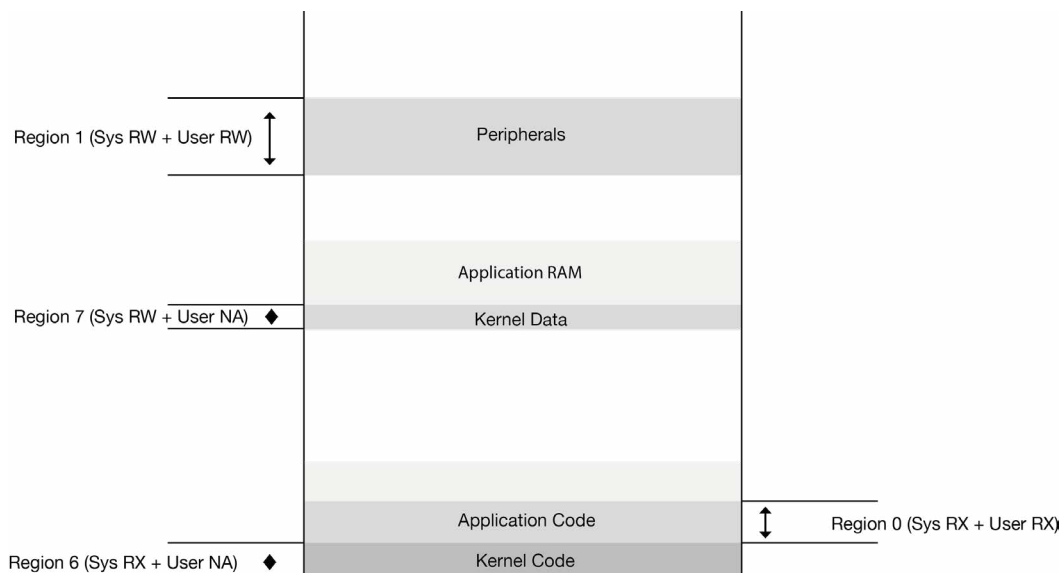 Region 1 (Sys RW + User RW)
Peripherals
Application RAM
Region 7 (Sys RW + User NA)
Kernel Data
Application Code
Region 0 (Sys RX + User RX)
Region 6 (Sys RX + User NA)
Kernel Code